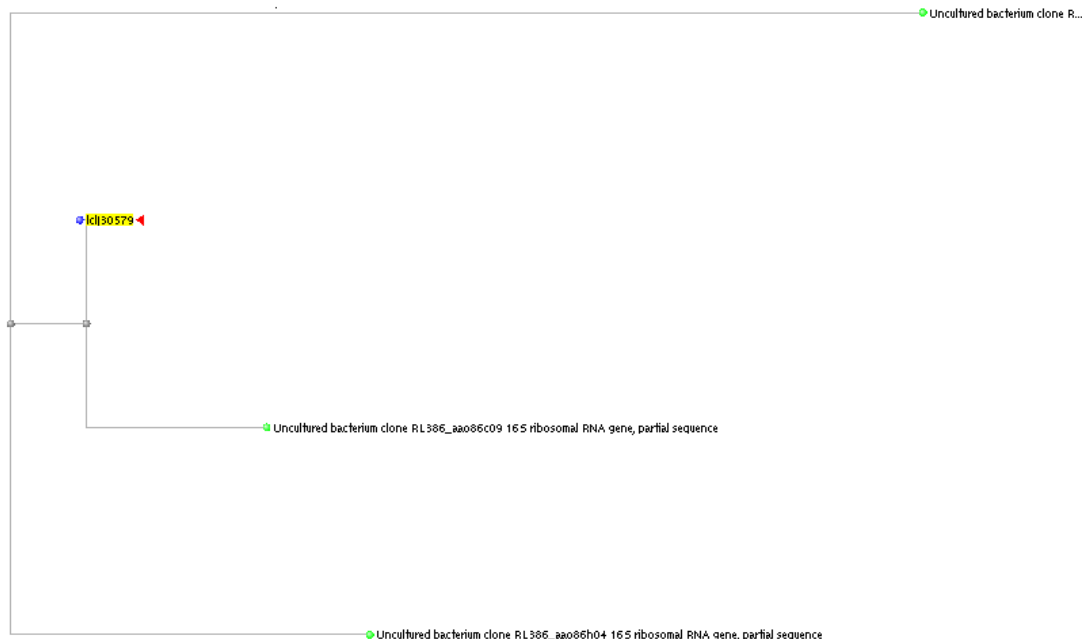 Uncultured bacterium clone R...
lcl|30579
Uncultured bacterium clone RL386_aao86c09 16S ribosomal RNA gene, partial sequence
Uncultured bacterium clone RL386_aao86h04 16S ribosomal RNA gene, partial sequence